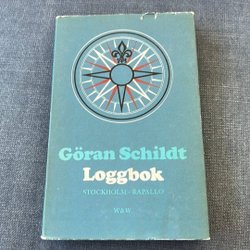 Göran Schildt
Loggbok
STOCKHOLM - RAPALLO
W&W